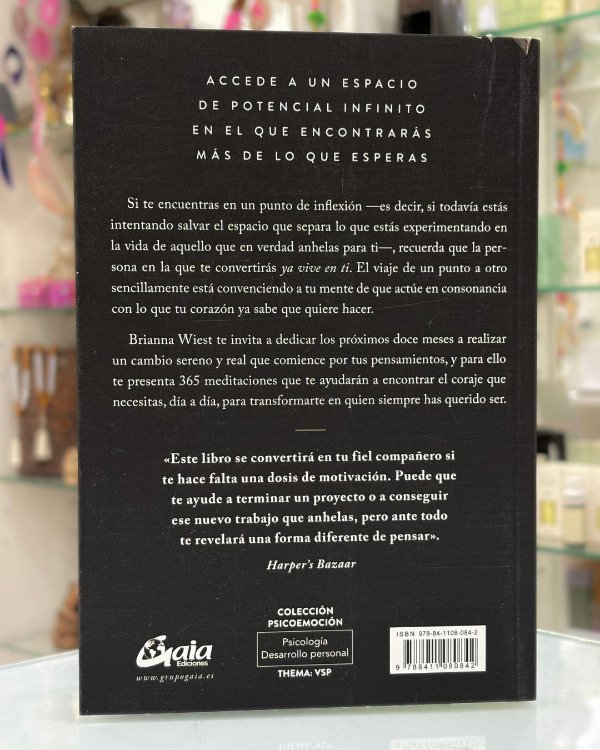 ACCEDE A UN ESPACIO
DE POTENCIAL INFINITO
EN EL QUE ENCONTRARÁS
MÁS DE LO QUE ESPERAS
Si te encuentras en un punto de inflexión —es decir, si todavía estás
intentando salvar el espacio que separa lo que estás experimentando en
la vida de aquello que en verdad anhelas para ti—, recuerda que la per-
sona en la que te convertirás ya vive en ti. El viaje de un punto a otro
sencillamente está convenciendo a tu mente de que actúe en consonancia
con lo que tu corazón ya sabe que quiere hacer.
Brianna Wiest te invita a dedicar los próximos doce meses a realizar
un cambio sereno y real que comience por tus pensamientos, y para ello
te presenta 365 meditaciones que te ayudarán a encontrar el coraje que
necesitas, día a día, para transformarte en quien siempre has querido ser.
«Este libro se convertirá en tu fiel compañero si
te hace falta una dosis de motivación. Puede que
te ayude a terminar un proyecto o a conseguir
ese nuevo trabajo que anhelas, pero ante todo
te revelará una forma diferente de pensar».
Harper's Bazaar
Gaia
Ediciones
www.grupogaia.es
COLECCIÓN
PSICOEMOCIÓN
Psicología
Desarrollo personal
THEMA: VSP
ISBN 978-84-1108-084-2
9 788411 080842